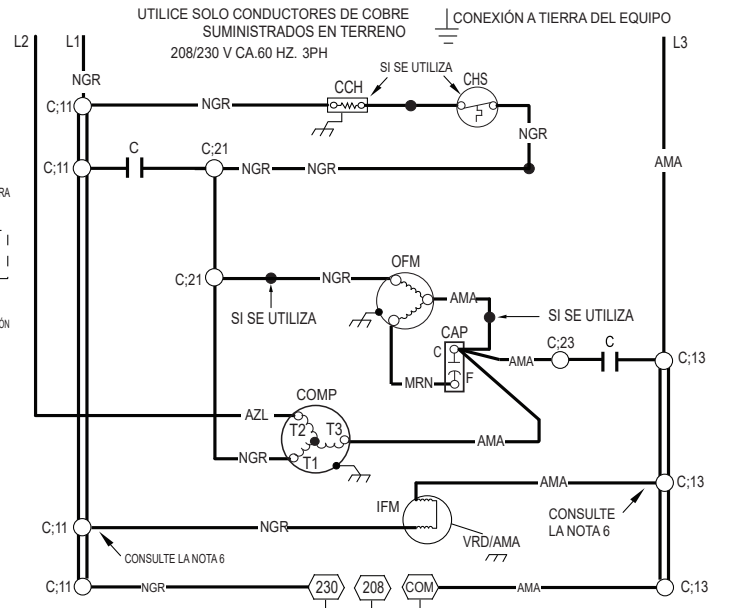 UTILICE SOLO CONDUCTORES DE COBRE
SUMINISTRADOS EN TERRENO
208/230 V CA.60 HZ. 3PH
CONEXIÓN A TIERRA DEL EQUIPO
L2
L1
L3
NGR
SI SE UTILIZA
CCH
CHS
C;11
NGR
NGR
C;11
C
C;21
NGR
NGR
AMA
RA
OFM
C;21
NGR
AMA
SI SE UTILIZA
SI SE UTILIZA
ÓN
CAP
C
C;23
C
AMA
C;13
F
MRN
COMP
AZL
T2
T3
AMA
T1
NGR
AMA
C;13
IFM
CONSULTE
LA NOTA 6
C;11
NGR
VRD/AMA
CONSULTE LA NOTA 6
C;11
NGR
230
208
COM
AMA
C;13